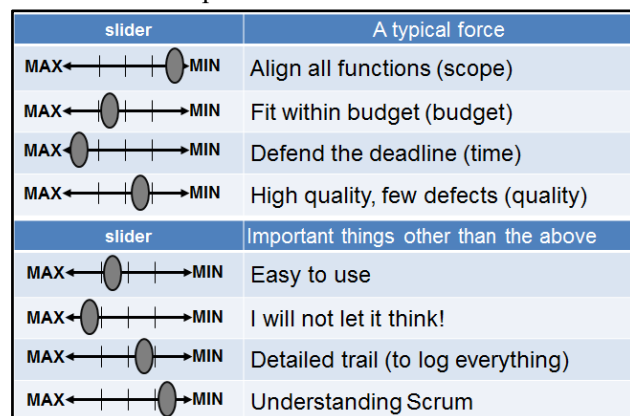 slider A typical force
MAX MIN Align all functions (scope)
MAX MIN Fit within budget (budget)
MAX MIN Defend the deadline (time)
MAX MIN High quality, few defects (quality)
slider Important things other than the above
MAX MIN Easy to use
MAX MIN I will not let it think!
MAX MIN Detailed trail (to log everything)
MAX MIN Understanding Scrum